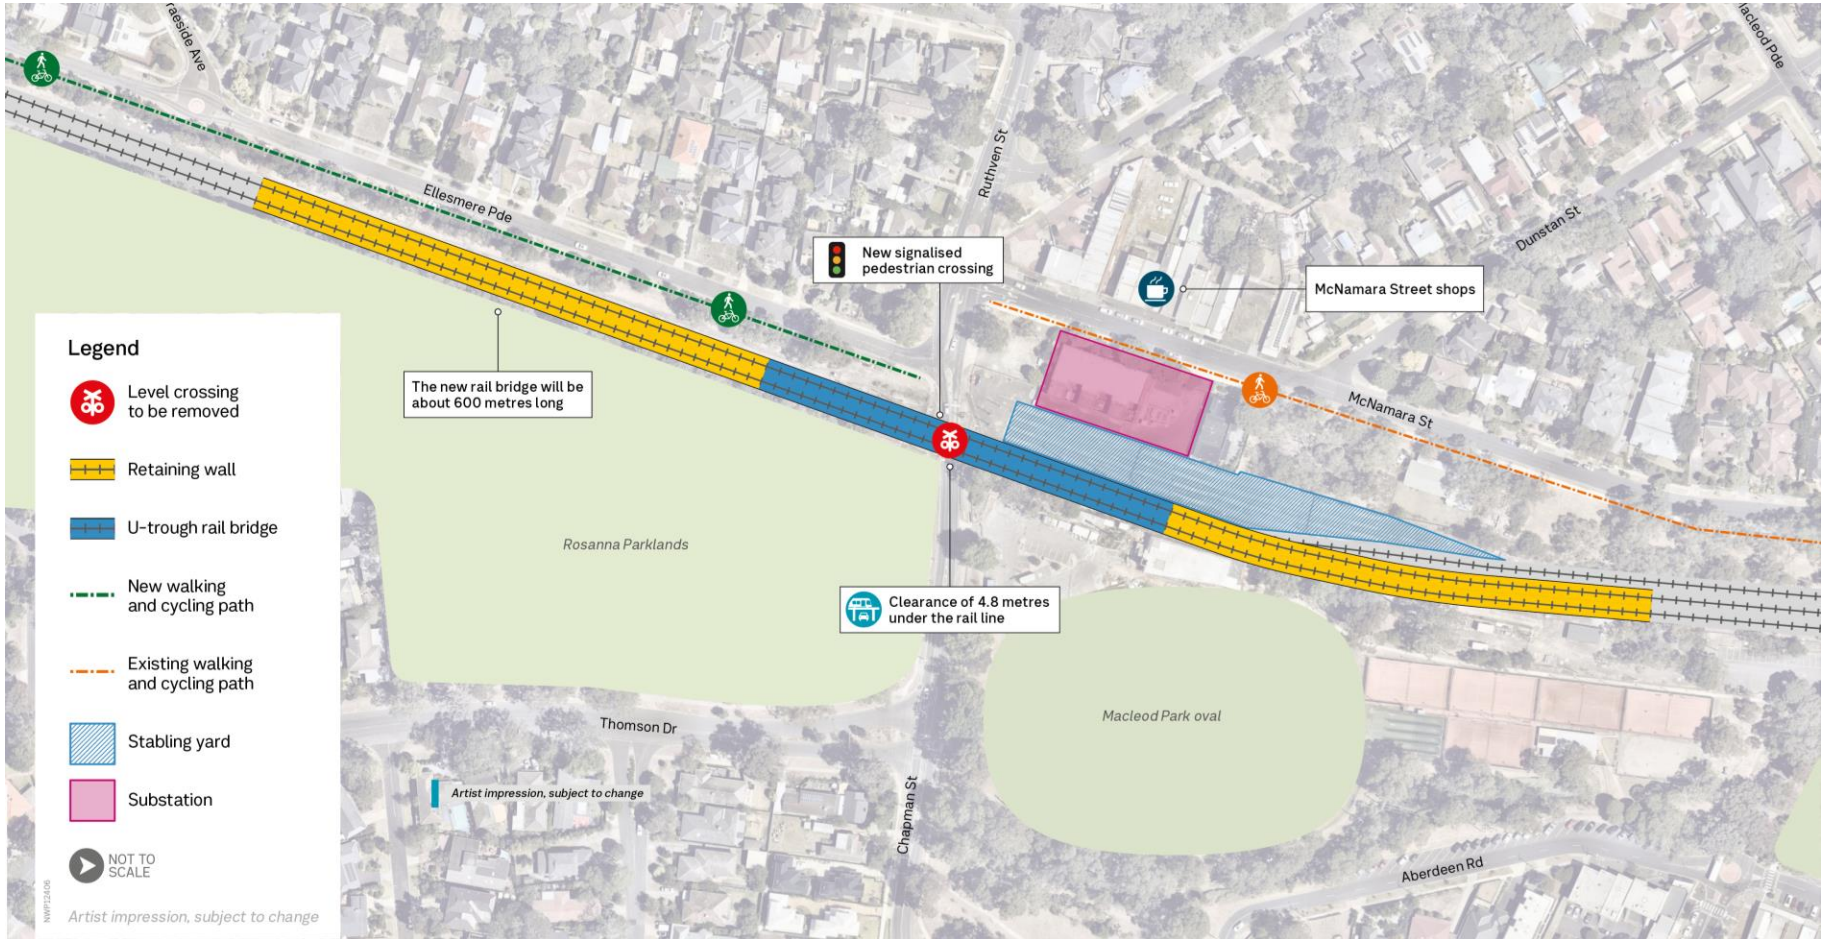 raeside Ave
Macleod Pde
Ruthven St
Ellesmere Pde
Dunstan St
New signalised
pedestrian crossing
McNamara Street shops
The new rail bridge will be
about 600 metres long
McNamara St
Rosanna Parklands
Clearance of 4.8 metres
under the rail line
Macleod Park oval
Thomson Dr
Artist impression, subject to change
Chapman St
Aberdeen Rd
Legend
Level crossing
to be removed
Retaining wall
U-trough rail bridge
New walking
and cycling path
Existing walking
and cycling path
Stabling yard
Substation
NOT TO
SCALE
NWP12406
Artist impression, subject to change